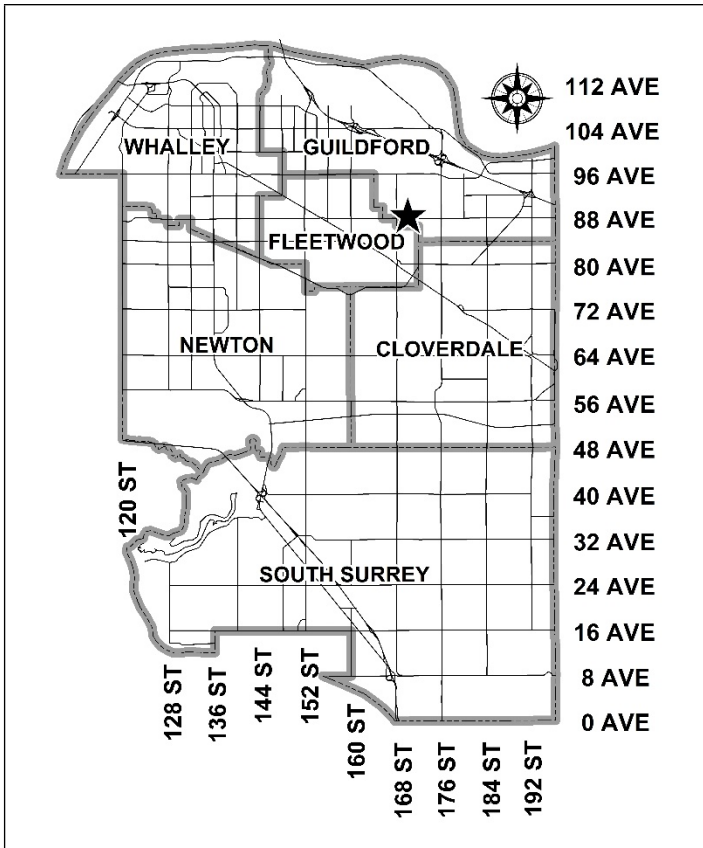 112 AVE
104 AVE
WHALLEY
GUILDFORD
96 AVE
88 AVE
FLEETWOOD
80 AVE
72 AVE
NEWTON
CLOVERDALE
64 AVE
56 AVE
48 AVE
120 ST
40 AVE
32 AVE
SOUTH SURREY
24 AVE
16 AVE
8 AVE
0 AVE
128 ST
136 ST
144 ST
152 ST
160 ST
168 ST
176 ST
184 ST
192 ST